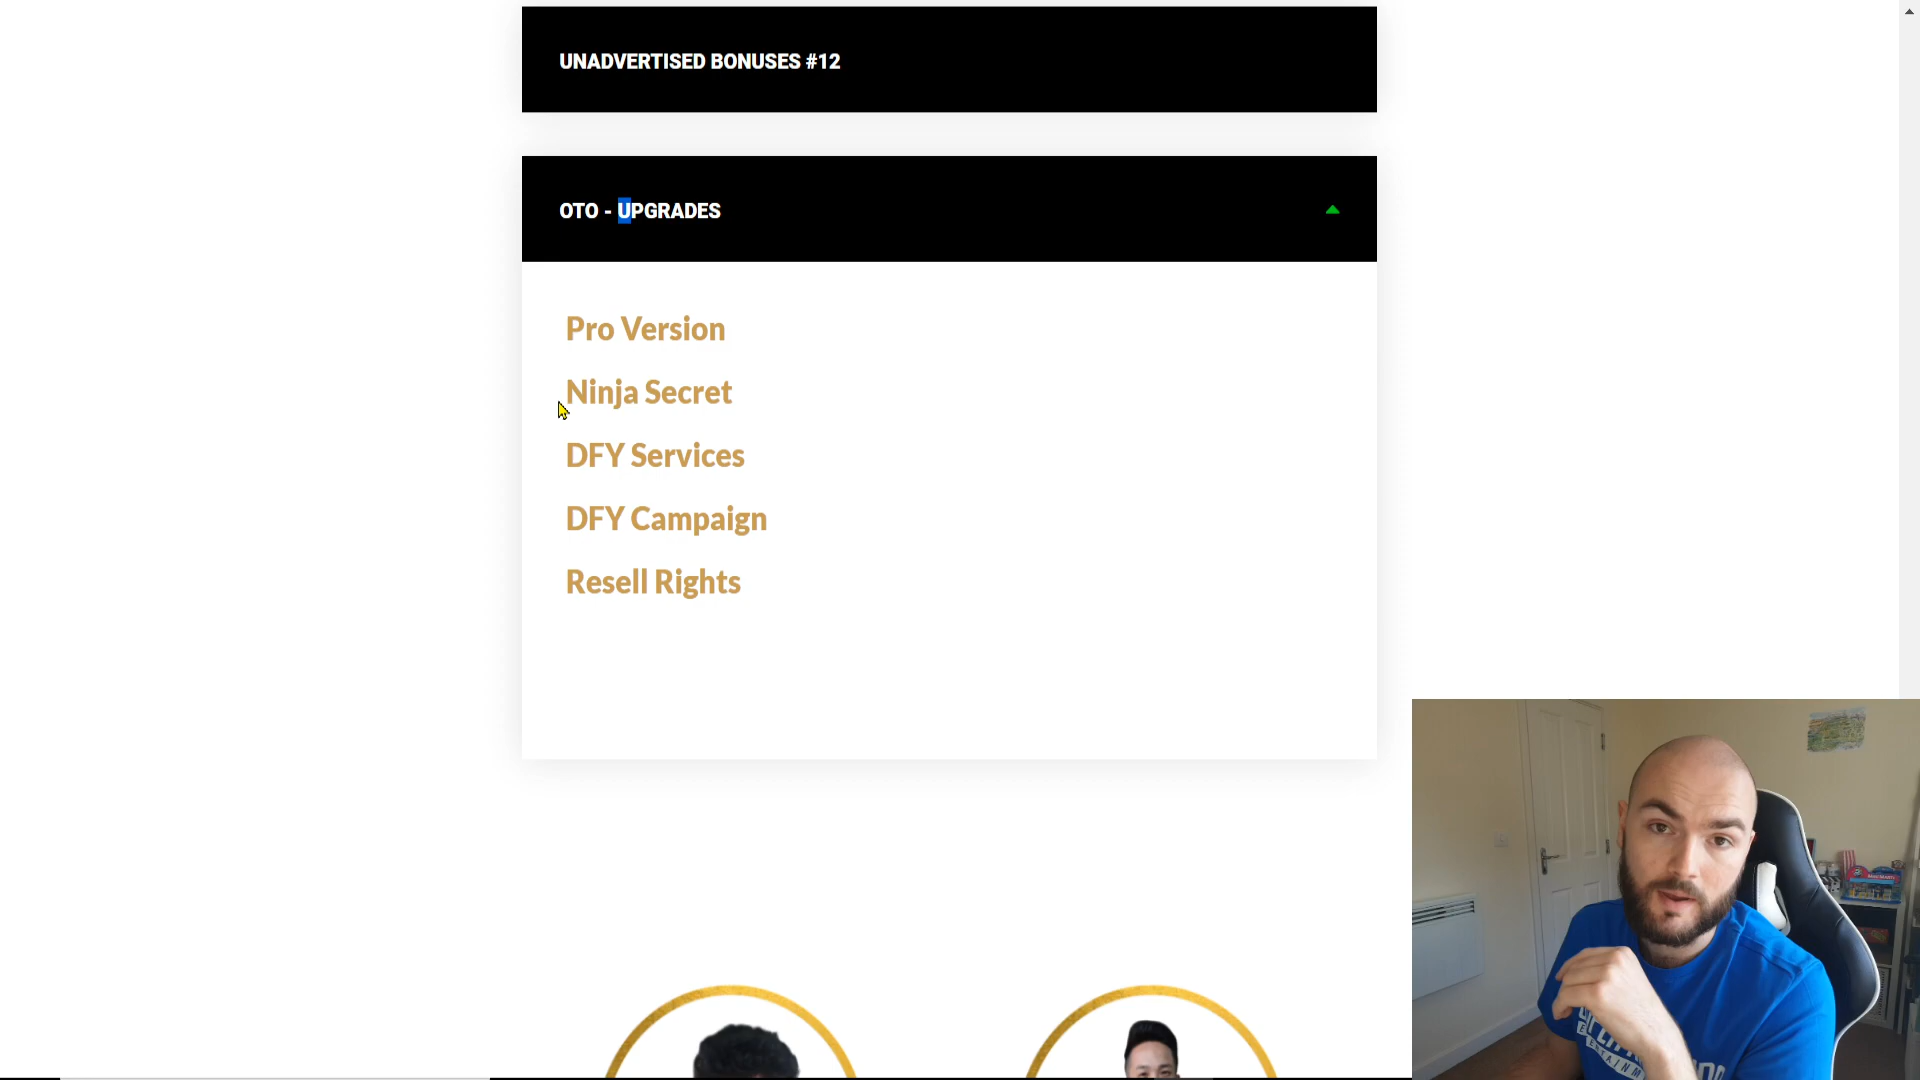 UNADVERTISED BONUSES #12
OTO - UPGRADES
Pro Version
Ninja Secret
DFY Services
DFY Campaign
Resell Rights